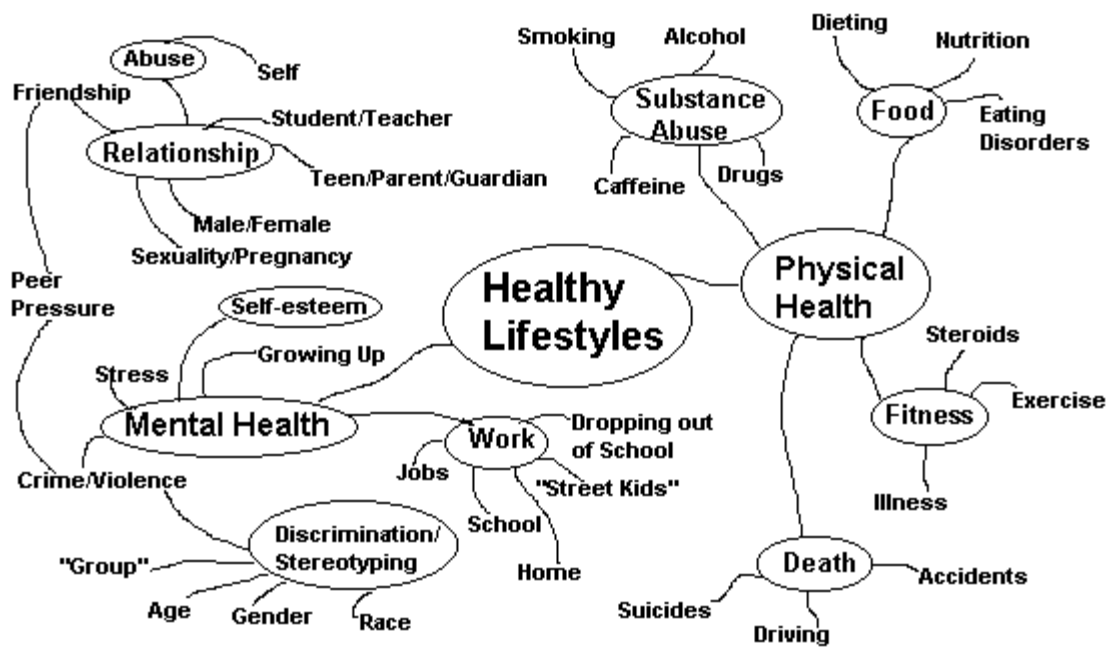 Abuse
Self
Friendship
Student/Teacher
Relationship
Teen/Parent/Guardian
Male/Female
Sexuality/Pregnancy
Peer
Pressure
Smoking
Alcohol
Substance
Abuse
Caffeine
Drugs
Dieting
Nutrition
Food
Eating
Disorders
Healthy
Lifestyles
Physical
Health
Self-esteem
Growing Up
Stress
Mental Health
Crime/Violence
Work
Dropping out
of School
Jobs
"Street Kids"
School
Home
Discrimination/
Stereotyping
"Group"
Age
Gender
Race
Steroids
Exercise
Fitness
Illness
Death
Accidents
Suicides
Driving